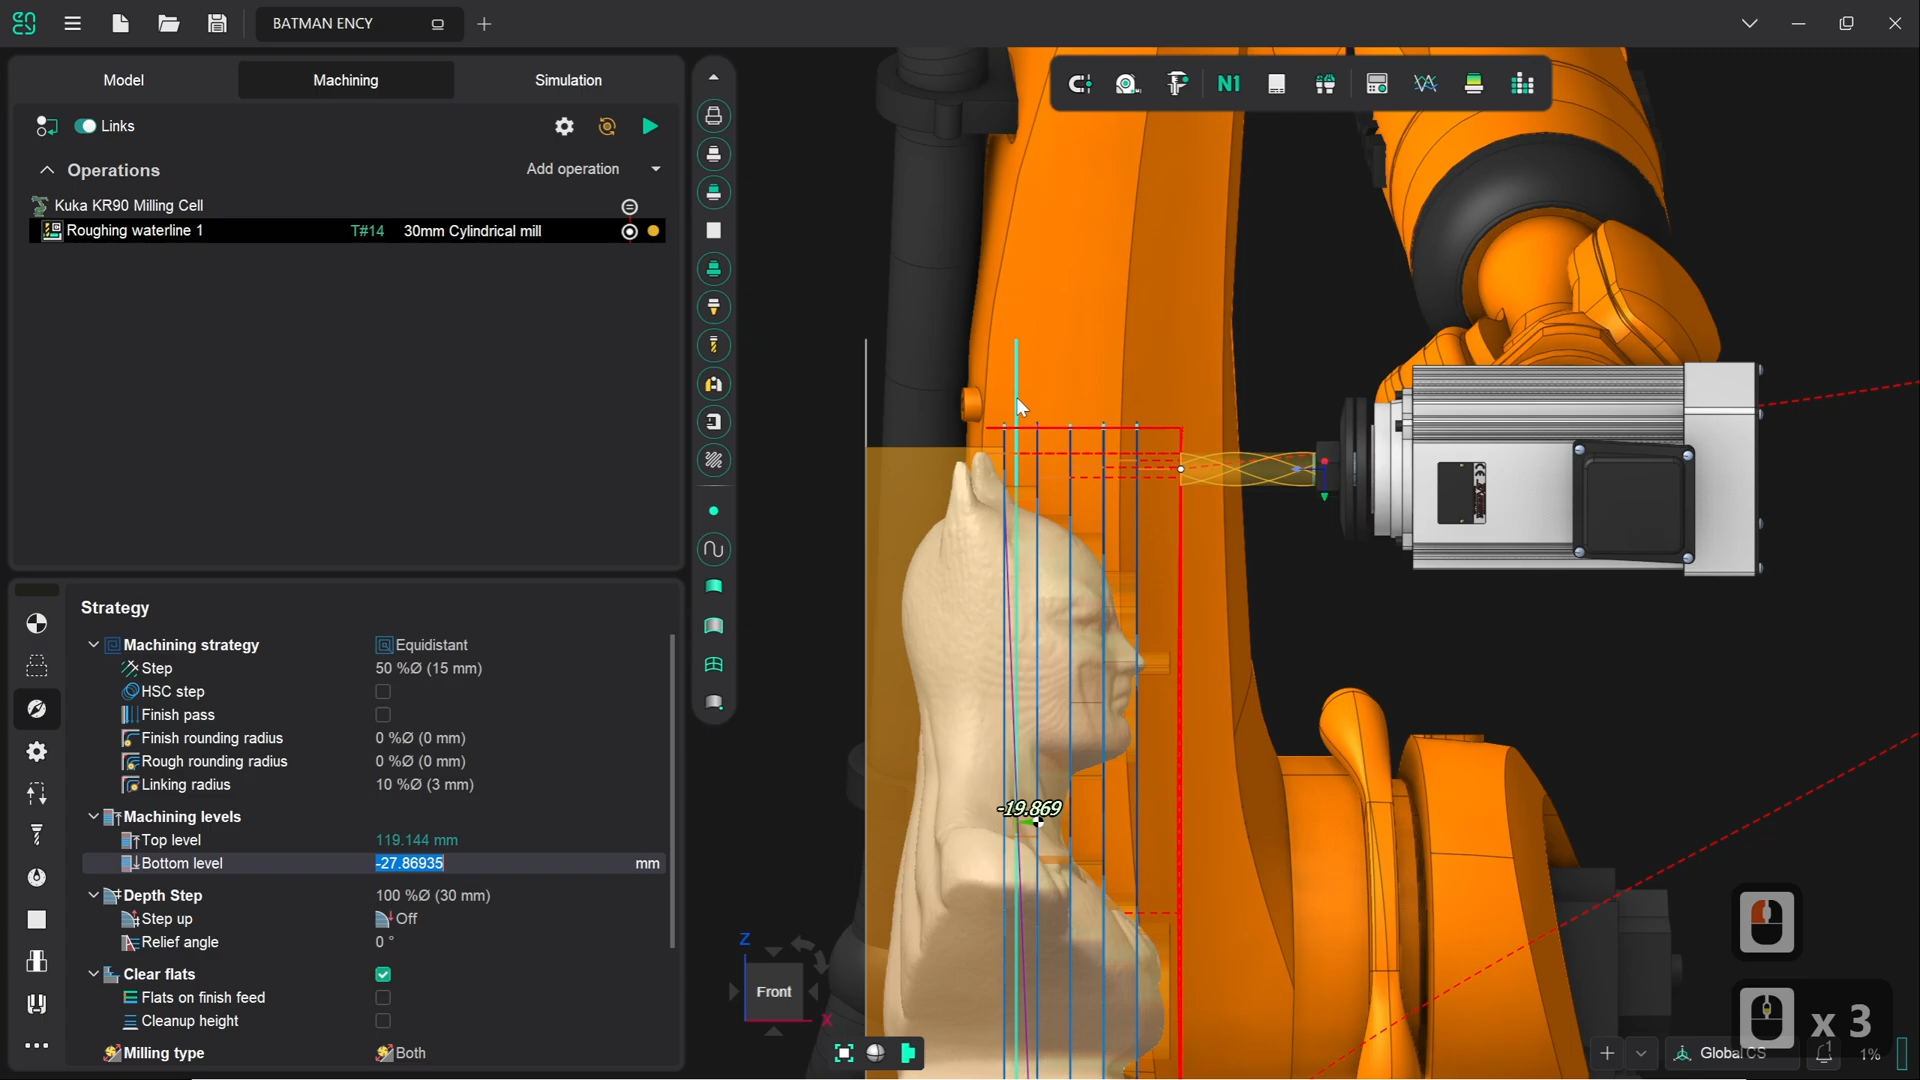 BATMAN ENCY
Model
Machining
Simulation
Links
Operations
Add operation
Kuka KR90 Milling Cell
Roughing waterline 1
T#14
30mm Cylindrical mill
N1
Strategy
Machining strategy
Equidistant
Step
50 %Ø (15 mm)
HSC step
Finish pass
Finish rounding radius
0 %Ø (0 mm)
Rough rounding radius
0 %Ø (0 mm)
Linking radius
10 %Ø (3 mm)
Machining levels
Top level
119.144 mm
Bottom level
-27.86935
mm
Depth Step
100 %Ø (30 mm)
Step up
Off
Relief angle
0 °
Clear flats
Flats on finish feed
Cleanup height
Milling type
Both
-19.869
Z
Front
X
x 3
Global CS
1
1%